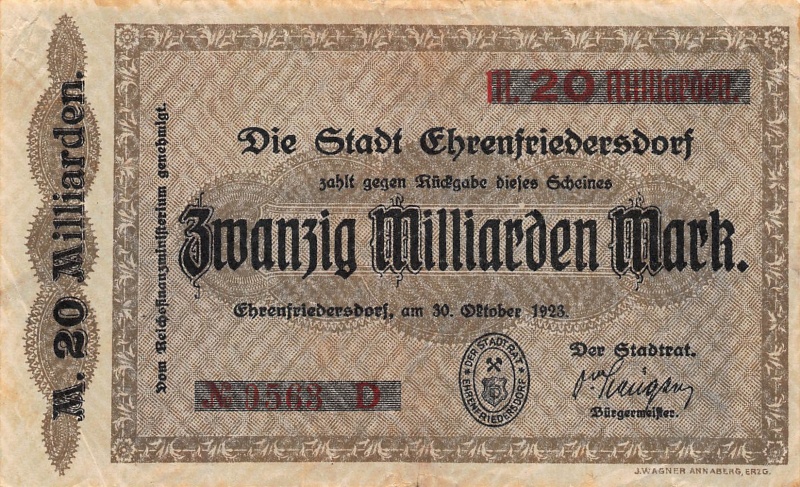 M. 20 Milliarden.
Vom Reichsfinanzministerium genehmigt.
M. 20 Milliarden.
Die Stadt Ehrenfriedersdorf
zahlt gegen Rückgabe dieses Scheines
Zwanzig Milliarden Mark.
Ehrenfriedersdorf, am 30. Oktober 1923.
Der Stadtrat.
DER STADTRAT
EHRENFRIEDERSDORF
№ 9568 D
Bürgermeister.
J. WAGNER ANNABERG, ERZG.